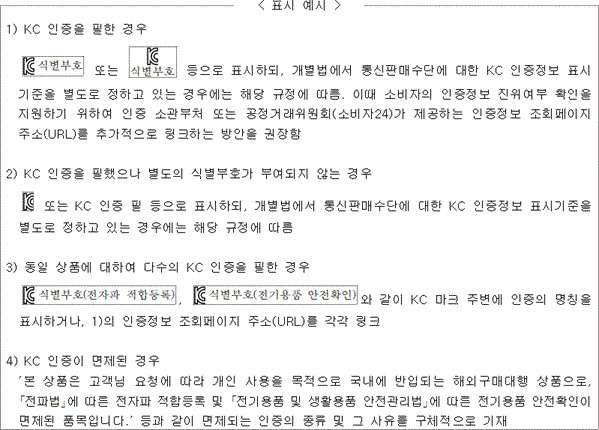 < 표시 예시 >
1) KC 인증을 필한 경우
식별부호 또는 식별부호 등으로 표시하되, 개별법에서 통신판매수단에 대한 KC 인증정보 표시
기준을 별도로 정하고 있는 경우에는 해당 규정에 따름. 이때 소비자의 인증정보 진위여부 확인을
지원하기 위하여 인증 소관부처 또는 공정거래위원회(소비자24)가 제공하는 인증정보 조회페이지
주소(URL)를 추가적으로 링크하는 방안을 권장함
2) KC 인증을 필했으나 별도의 식별부호가 부여되지 않는 경우
또는 KC 인증 필 등으로 표시하되, 개별법에서 통신판매수단에 대한 KC 인증정보 표시기준을
별도로 정하고 있는 경우에는 해당 규정에 따름
3) 동일 상품에 대하여 다수의 KC 인증을 필한 경우
식별부호(전자파 적합등록), 식별부호(전기용품 안전확인)와 같이 KC 마크 주변에 인증의 명칭을
표시하거나, 1)의 인증정보 조회페이지 주소(URL)를 각각 링크
4) KC 인증이 면제된 경우
'본 상품은 고객님 요청에 따라 개인 사용을 목적으로 국내에 반입되는 해외구매대행 상품으로,
「전파법」에 따른 전자파 적합등록 및 「전기용품 및 생활용품 안전관리법」에 따른 전기용품 안전확인이
면제된 품목입니다.' 등과 같이 면제되는 인증의 종류 및 그 사유를 구체적으로 기재